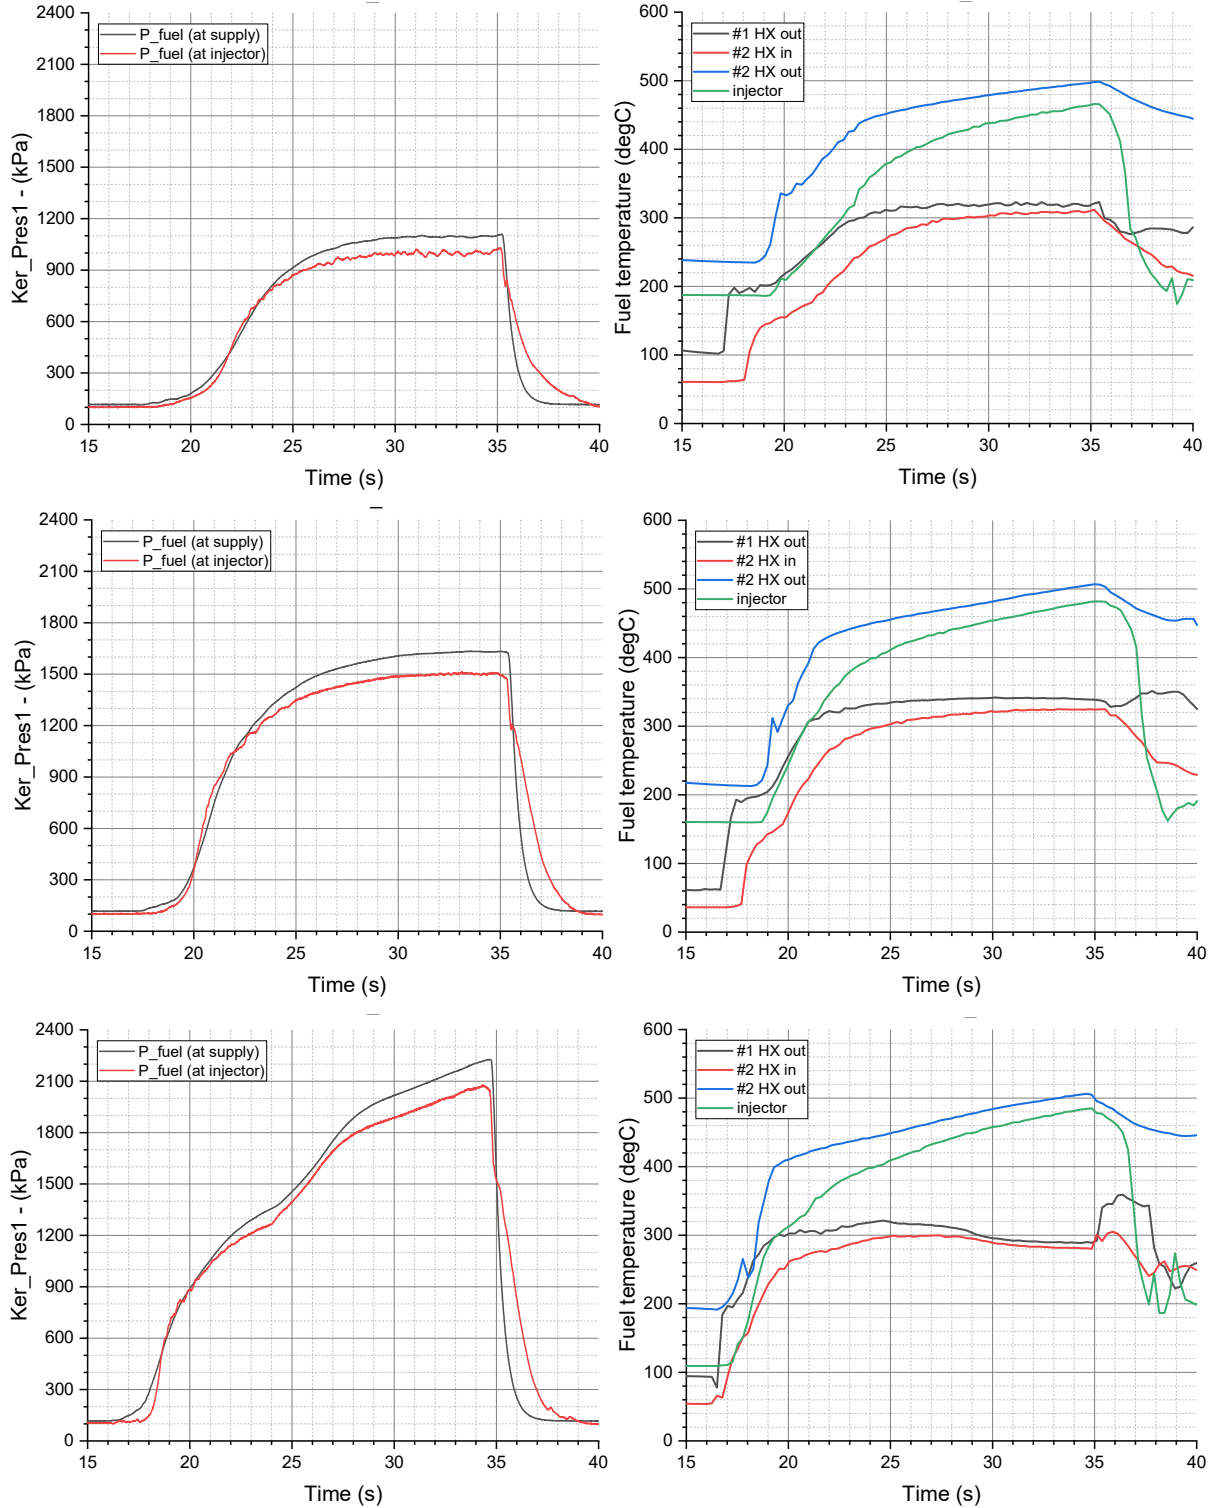 2400
2100
1800
1500
1200
900
600
300
0
Ker_Pres1 - (kPa)
P_fuel (at supply)
P_fuel (at injector)
15 20 25 30 35 40
Time (s)
600
500
400
300
200
100
0
Fuel temperature (degC)
#1 HX out
#2 HX in
#2 HX out
injector
15 20 25 30 35 40
Time (s)
2400
2100
1800
1500
1200
900
600
300
0
Ker_Pres1 - (kPa)
P_fuel (at supply)
P_fuel (at injector)
15 20 25 30 35 40
Time (s)
600
500
400
300
200
100
0
Fuel temperature (degC)
#1 HX out
#2 HX in
#2 HX out
injector
15 20 25 30 35 40
Time (s)
2400
2100
1800
1500
1200
900
600
300
0
Ker_Pres1 - (kPa)
P_fuel (at supply)
P_fuel (at injector)
15 20 25 30 35 40
Time (s)
600
500
400
300
200
100
0
Fuel temperature (degC)
#1 HX out
#2 HX in
#2 HX out
injector
15 20 25 30 35 40
Time (s)